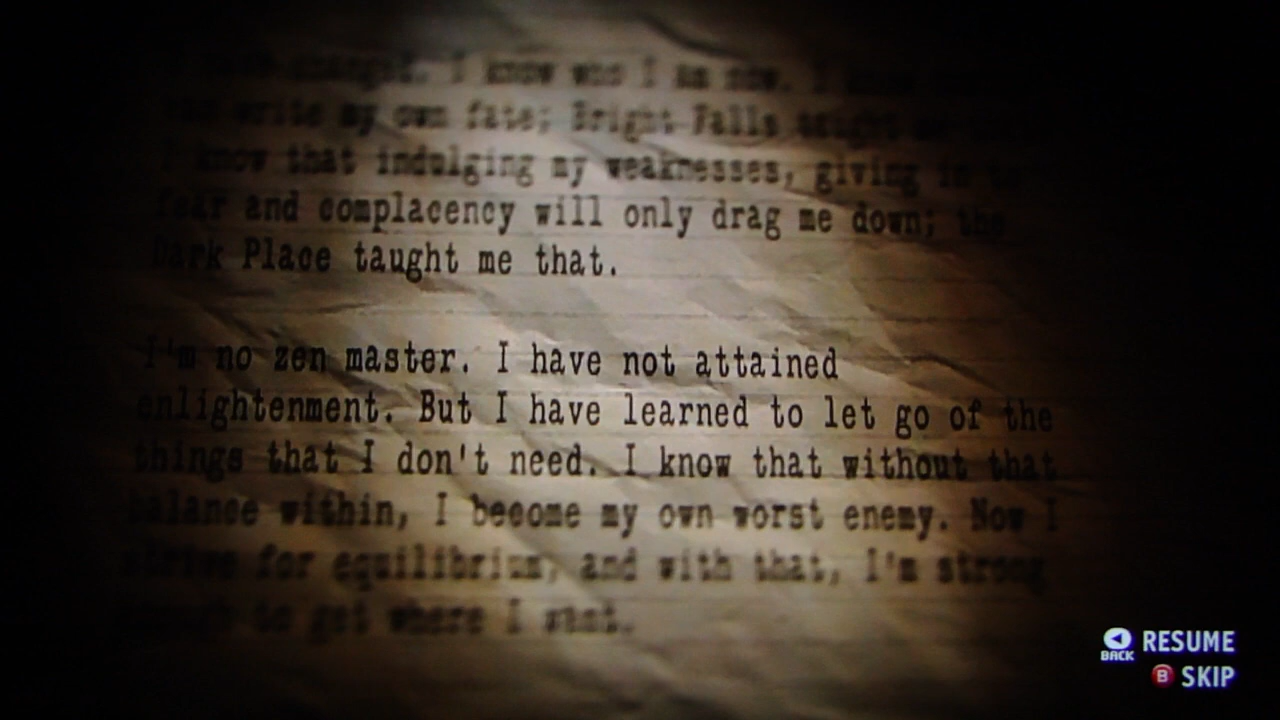 changed. I know who I am now. I
write my own fate; Bright Falls taught
I know that indulging my weaknesses, giving in
fear and complacency will only drag me down; the
Dark Place taught me that.
I'm no zen master. I have not attained
enlightenment. But I have learned to let go of the
things that I don't need. I know that without that
balance within, I become my own worst enemy. Now I
strive for equilibrium, and with that, I'm strong
enough to get where I want.
BACK RESUME
B SKIP